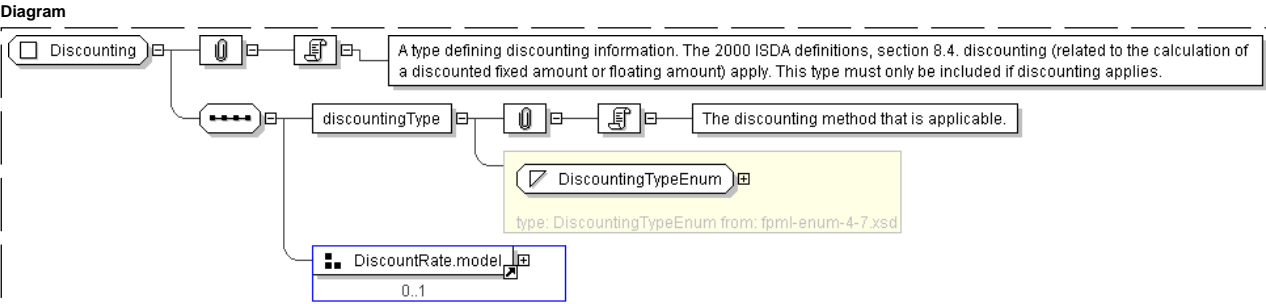 Diagram
Discounting
A type defining discounting information. The 2000 ISDA definitions, section 8.4. discounting (related to the calculation of
a discounted fixed amount or floating amount) apply. This type must only be included if discounting applies.
discountingType
The discounting method that is applicable.
DiscountingTypeEnum
type: DiscountingTypeEnum from: fpml-enum-4-7.xsd
DiscountRate.model
0..1